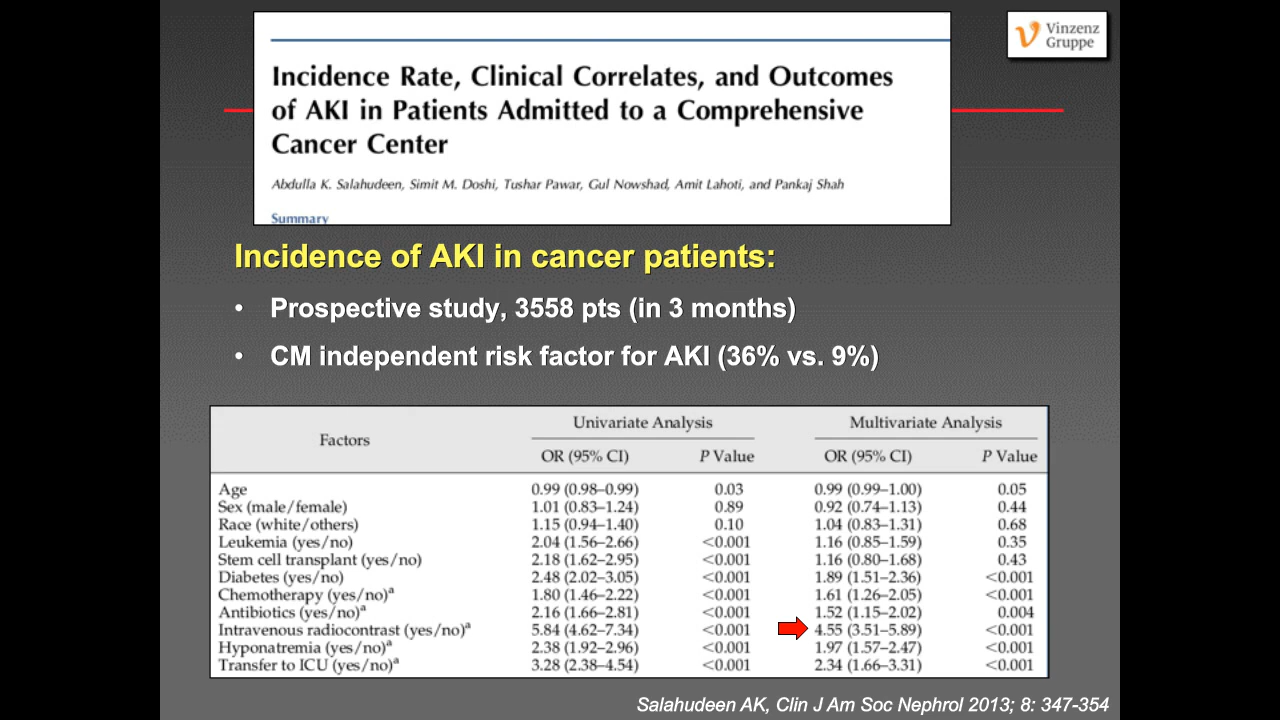 Vinzenz
Gruppe
Incidence Rate, Clinical Correlates, and Outcomes
of AKI in Patients Admitted to a Comprehensive
Cancer Center
Abdulla K. Salahudeen, Simit M. Doshi, Tushar Pawar, Gul Nowshad, Amit Lahoti, and Pankaj Shah
Summary
Incidence of AKI in cancer patients:
• Prospective study, 3558 pts (in 3 months)
• CM independent risk factor for AKI (36% vs. 9%)
Univariate Analysis Multivariate Analysis
Factors
OR (95% CI) P Value OR (95% CI) P Value
Age 0.99 (0.98–0.99) 0.03 0.99 (0.99–1.00) 0.05
Sex (male/female) 1.01 (0.83–1.24) 0.89 0.92 (0.74–1.13) 0.44
Race (white/others) 1.15 (0.94–1.40) 0.10 1.04 (0.83–1.31) 0.68
Leukemia (yes/no) 2.04 (1.56–2.66) <0.001 1.16 (0.85–1.59) 0.35
Stem cell transplant (yes/no) 2.18 (1.62–2.95) <0.001 1.16 (0.80–1.68) 0.43
Diabetes (yes/no) 2.48 (2.02–3.05) <0.001 1.89 (1.51–2.36) <0.001
Chemotherapy (yes/no)ᵃ 1.80 (1.46–2.22) <0.001 1.61 (1.26–2.05) <0.001
Antibiotics (yes/no)ᵃ 2.16 (1.66–2.81) <0.001 1.52 (1.15–2.02) 0.004
Intravenous radiocontrast (yes/no)ᵃ 5.84 (4.62–7.34) <0.001 4.55 (3.51–5.89) <0.001
Hyponatremia (yes/no)ᵃ 2.38 (1.92–2.96) <0.001 1.97 (1.57–2.47) <0.001
Transfer to ICU (yes/no)ᵃ 3.28 (2.38–4.54) <0.001 2.34 (1.66–3.31) <0.001
Salahudeen AK, Clin J Am Soc Nephrol 2013; 8: 347-354